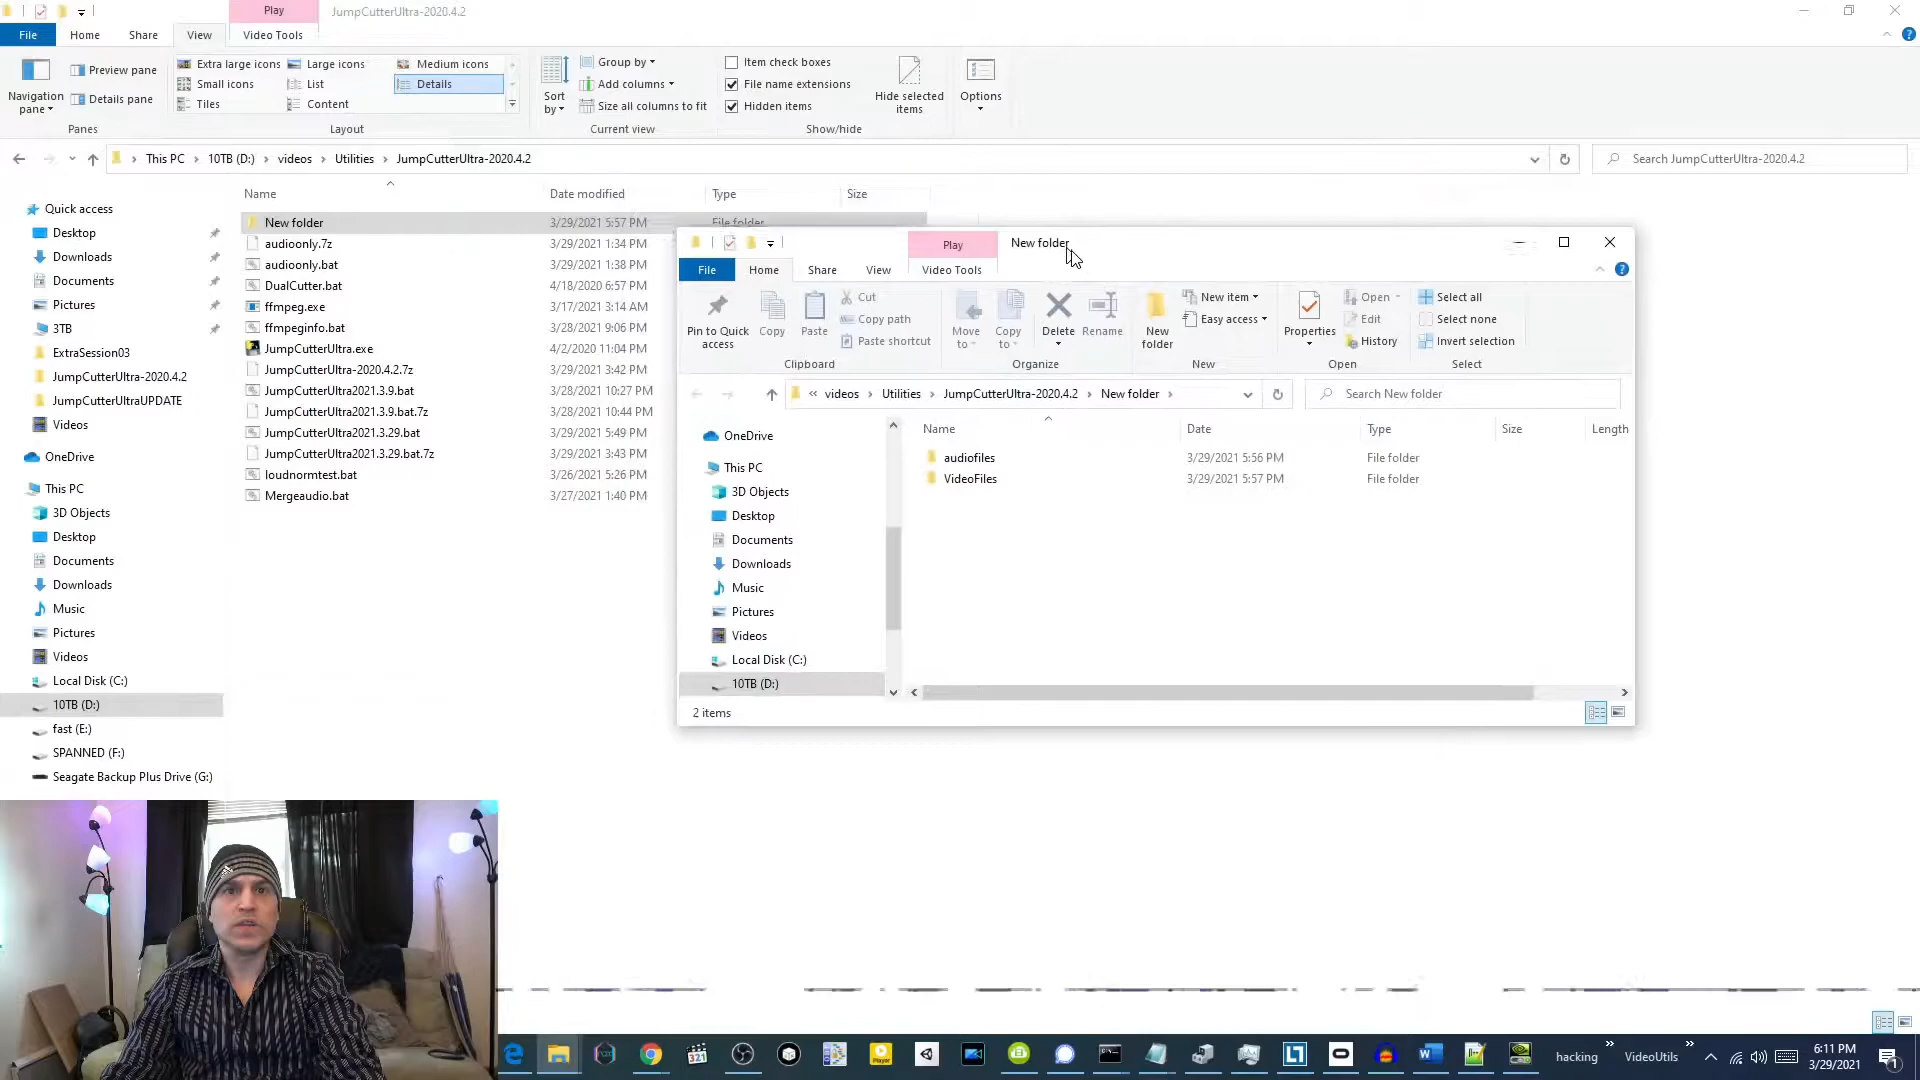 Play JumpCutterUltra-2020.4.2
File Home Share View Video Tools
Navigation pane Preview pane Details pane
Panes
Extra large icons Large icons Medium icons
Small icons List Details
Tiles Content
Layout
Sort by
Group by
Add columns
Size all columns to fit
Current view
Item check boxes
File name extensions
Hidden items
Hide selected items
Show/hide
Options
This PC 10TB (D:) videos Utilities JumpCutterUltra-2020.4.2
Search JumpCutterUltra-2020.4.2
Quick access
Desktop
Downloads
Documents
Pictures
3TB
ExtraSession03
JumpCutterUltra-2020.4.2
JumpCutterUltraUPDATE
Videos
OneDrive
This PC
3D Objects
Desktop
Documents
Downloads
Music
Pictures
Videos
Local Disk (C:)
10TB (D:)
fast (E:)
SPANNED (F:)
Seagate Backup Plus Drive (G:)
Name Date modified Type Size
New folder 3/29/2021 5:57 PM File folder
audioonly.7z 3/29/2021 1:34 PM
audioonly.bat 3/29/2021 1:38 PM
DualCutter.bat 4/18/2020 6:57 PM
ffmpeg.exe 3/17/2021 3:14 AM
ffmpeginfo.bat 3/28/2021 9:06 PM
JumpCutterUltra.exe 4/2/2020 11:04 PM
JumpCutterUltra-2020.4.2.7z 3/29/2021 3:42 PM
JumpCutterUltra2021.3.9.bat 3/28/2021 10:27 PM
JumpCutterUltra2021.3.9.bat.7z 3/28/2021 10:44 PM
JumpCutterUltra2021.3.29.bat 3/29/2021 5:49 PM
JumpCutterUltra2021.3.29.bat.7z 3/29/2021 3:43 PM
loudnormtest.bat 3/26/2021 5:26 PM
Mergeaudio.bat 3/27/2021 1:40 PM
Play New folder
File Home Share View Video Tools
Pin to Quick access
Copy
Paste
Cut
Copy path
Paste shortcut
Clipboard
Move to
Copy to
Delete
Rename
Organize
New folder
New item
Easy access
New
Properties
Open
Edit
History
Open
Select all
Select none
Invert selection
Select
« videos Utilities JumpCutterUltra-2020.4.2 New folder
Search New folder
OneDrive
This PC
3D Objects
Desktop
Documents
Downloads
Music
Pictures
Videos
Local Disk (C:)
10TB (D:)
Name Date Type Size Length
audiofiles 3/29/2021 5:56 PM File folder
VideoFiles 3/29/2021 5:57 PM File folder
2 items
hacking » VideoUtils »
6:11 PM
3/29/2021
1